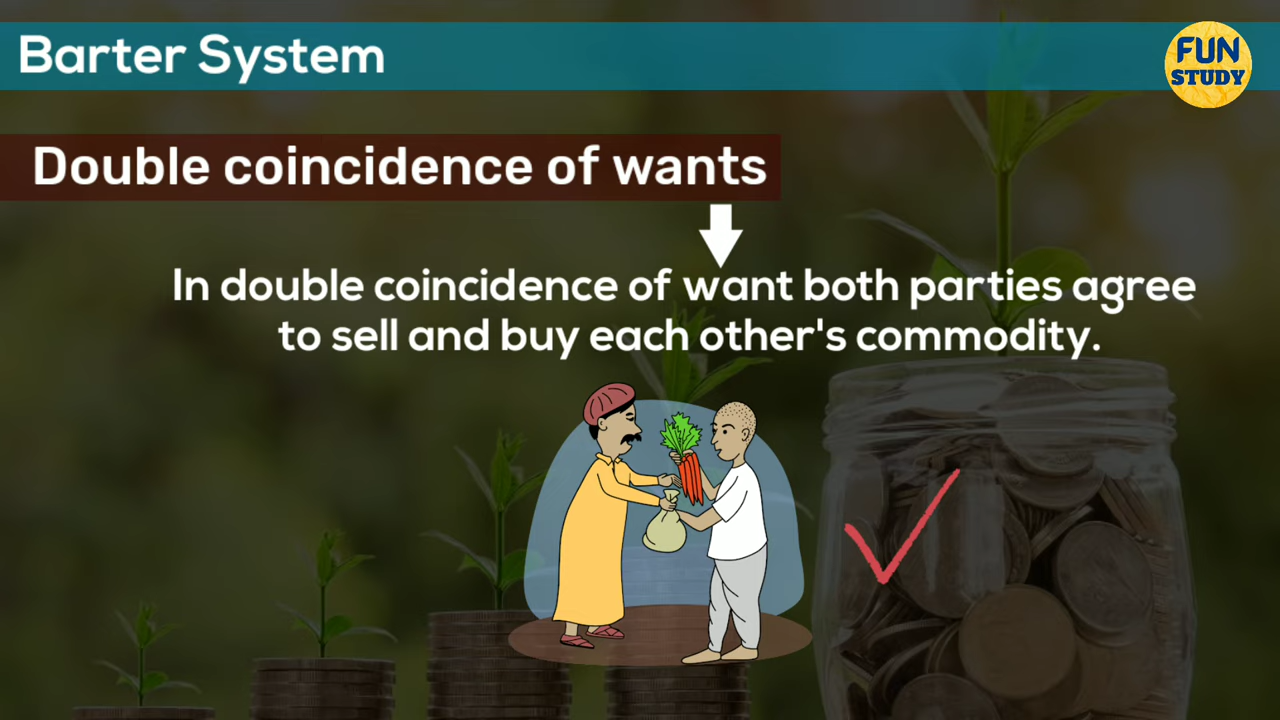 Barter System
FUN
STUDY
Double coincidence of wants
In double coincidence of want both parties agree
to sell and buy each other's commodity.